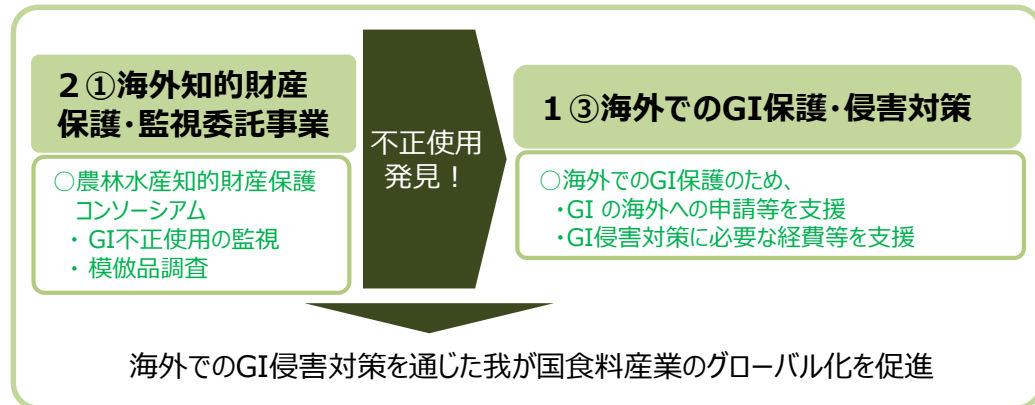 ２①海外知的財産
保護・監視委託事業
○農林水産知的財産保護
コンソーシアム
・ GI不正使用の監視
・ 模倣品調査
不正使用
発見！
１③海外でのGI保護・侵害対策
○海外でのGI保護のため、
・GI の海外への申請等を支援
・GI侵害対策に必要な経費等を支援
海外でのGI侵害対策を通じた我が国食料産業のグローバル化を促進